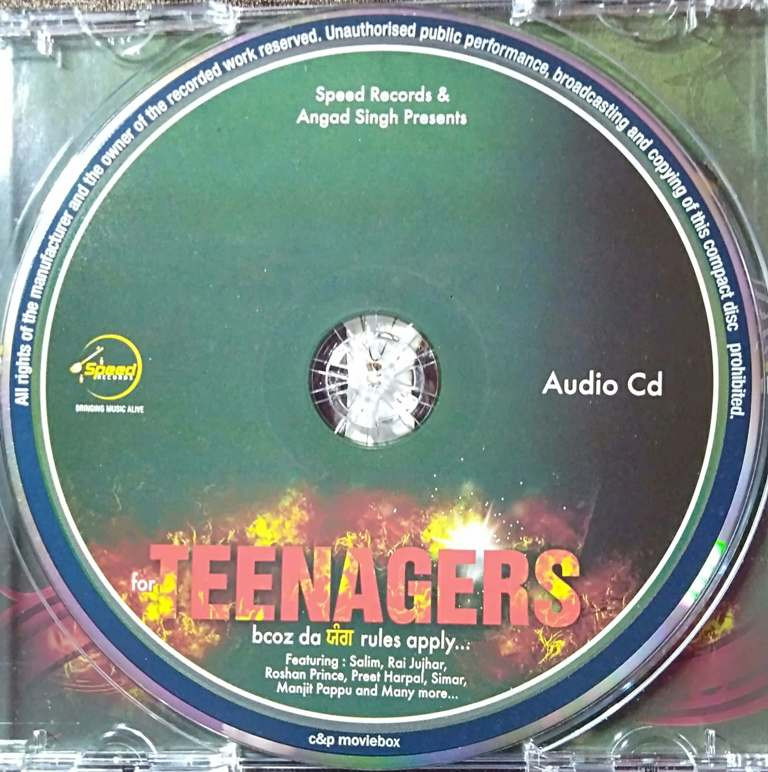 All rights of the manufacturer and the owner of the recorded work reserved. Unauthorised public performance, broadcasting and copying of this compact disc prohibited.
Speed Records &
Angad Singh Presents
Speed
RECORDS
BRINGING MUSIC ALIVE
Audio Cd
for TEENAGERS
bcoz da ਯੰਗ rules apply...
Featuring : Salim, Rai Jujhar,
Roshan Prince, Preet Harpal, Simar,
Manjit Pappu and Many more...
c&p moviebox